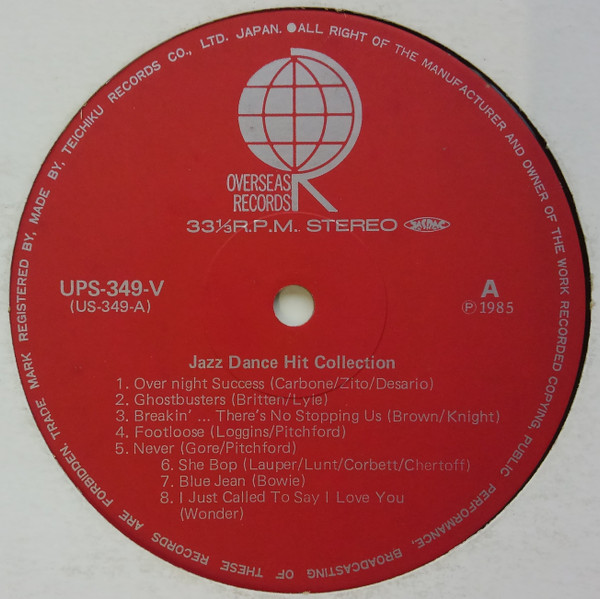 TRADE MARK REGISTERED BY, MADE BY, TEICHIKU RECORDS CO., LTD. JAPAN. ●ALL RIGHT OF THE MANUFACTURER AND OWNER OF THE WORK RECORDED COPYING, PUBLIC PERFORMANCE, BROADCASTING OF THESE RECORDS ARE FORBIDDEN,
OVERSEAS
RECORDS
33⅓R.P.M. STEREO JASRAC
UPS-349-V
(US-349-A)
A
Ⓟ1985
Jazz Dance Hit Collection
1. Over night Success (Carbone/Zito/Desario)
2. Ghostbusters (Britten/Lyie)
3. Breakin' ... There's No Stopping Us (Brown/Knight)
4. Footloose (Loggins/Pitchford)
5. Never (Gore/Pitchford)
6. She Bop (Lauper/Lunt/Corbett/Chertoff)
7. Blue Jean (Bowie)
8. I Just Called To Say I Love You
(Wonder)